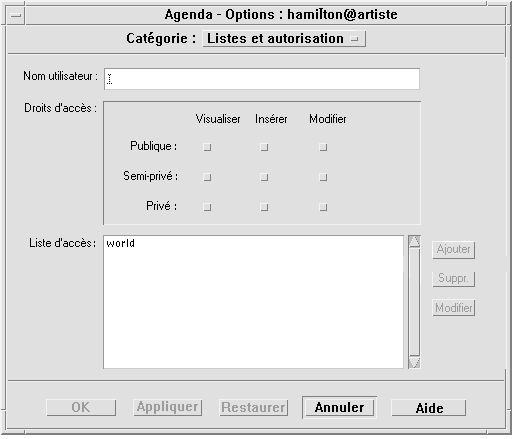 Agenda - Options : hamilton@artiste
Catégorie : Listes et autorisation
Nom utilisateur :
Droits d'accès :
Visualiser Insérer Modifier
Publique :
Semi-privé :
Privé :
Liste d'accès :
world
Ajouter
Suppr.
Modifier
OK Appliquer Restaurer Annuler Aide